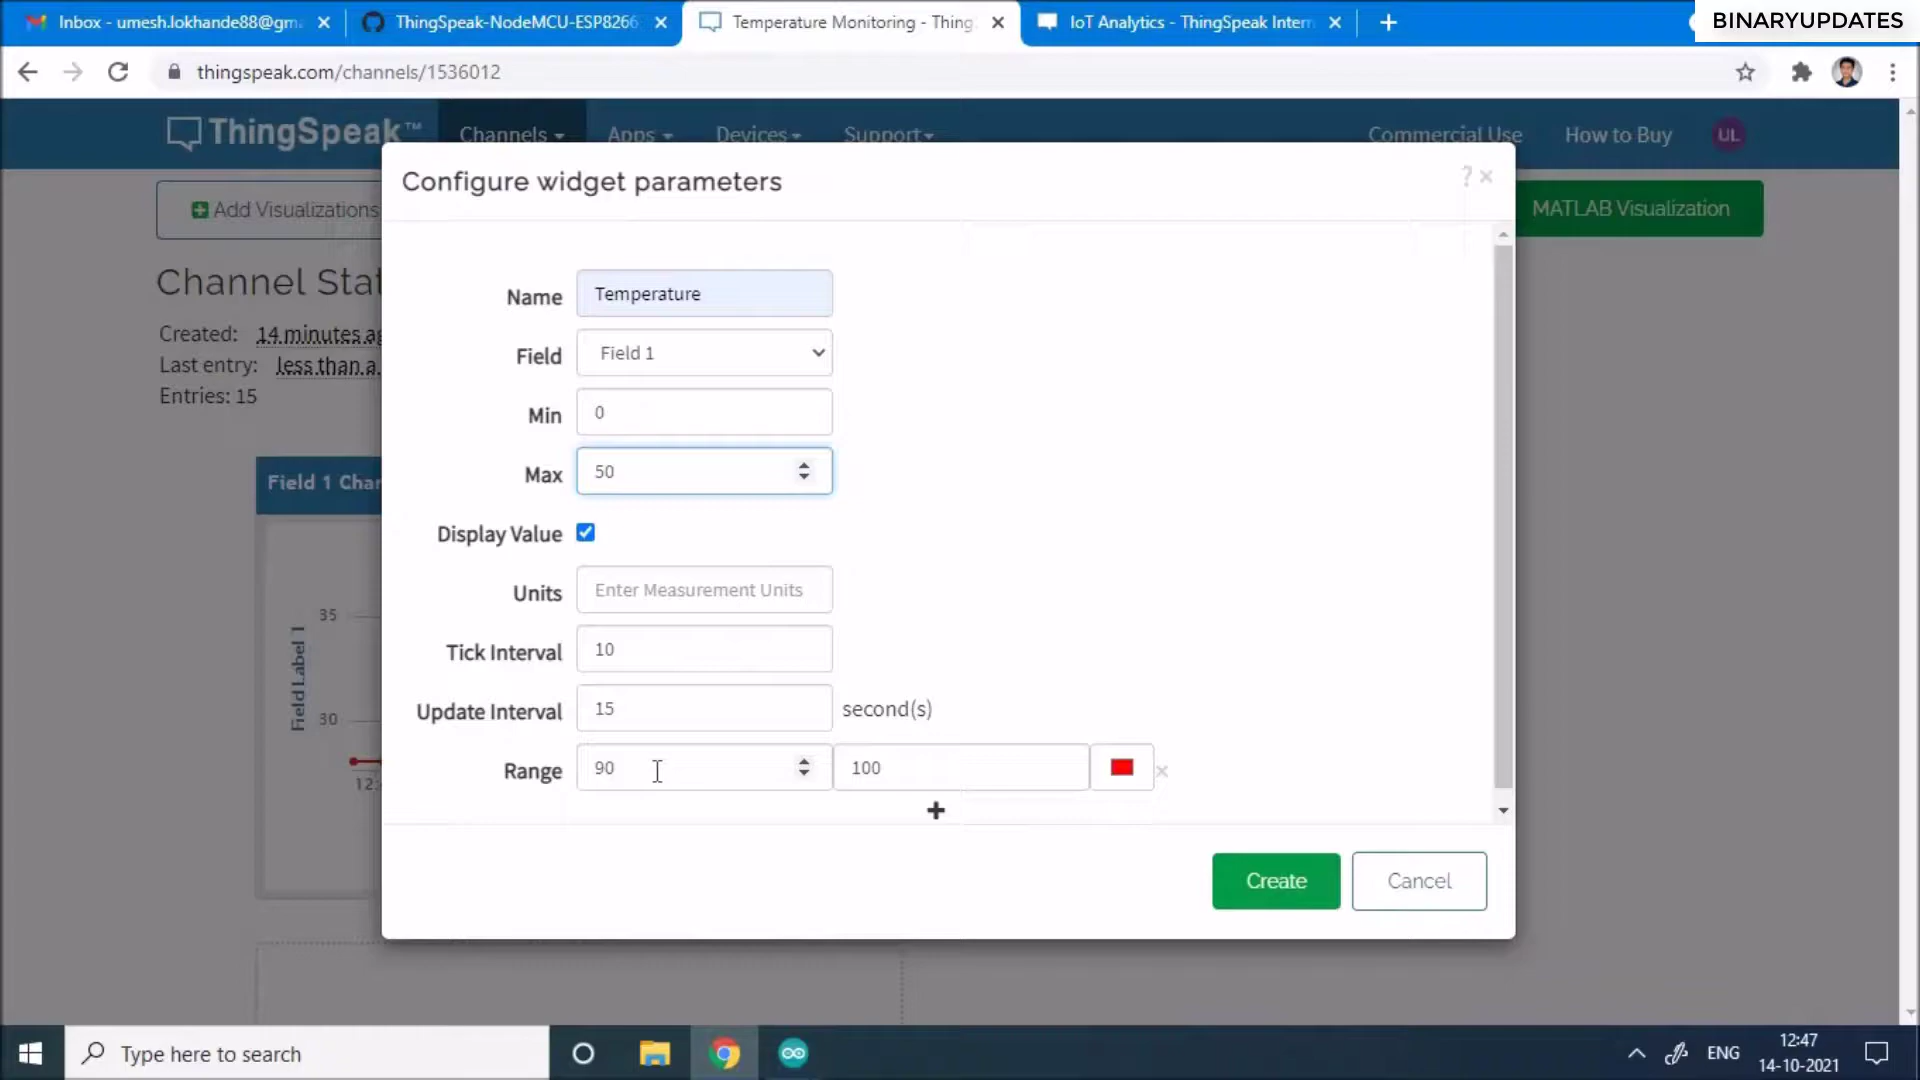 Inbox - umesh.lokhande88@gm
ThingSpeak-NodeMCU-ESP8266
Temperature Monitoring - Thing
IoT Analytics - ThingSpeak Intern
BINARYUPDATES
thingspeak.com/channels/1536012
ThingSpeak™
Channels
Apps
Devices
Support
Commercial Use
How to Buy
UL
Add Visualizations
Configure widget parameters
?
MATLAB Visualization
Channel Stat
Created: 14 minutes ag
Last entry: less than a
Entries: 15
Name Temperature
Field Field 1
Min 0
Max 50
Display Value
Units Enter Measurement Units
Tick Interval 10
Update Interval 15 second(s)
Range 90 100
Field 1 Char
Field Label 1
35
30
12:
Create
Cancel
Type here to search
ENG
12:47
14-10-2021